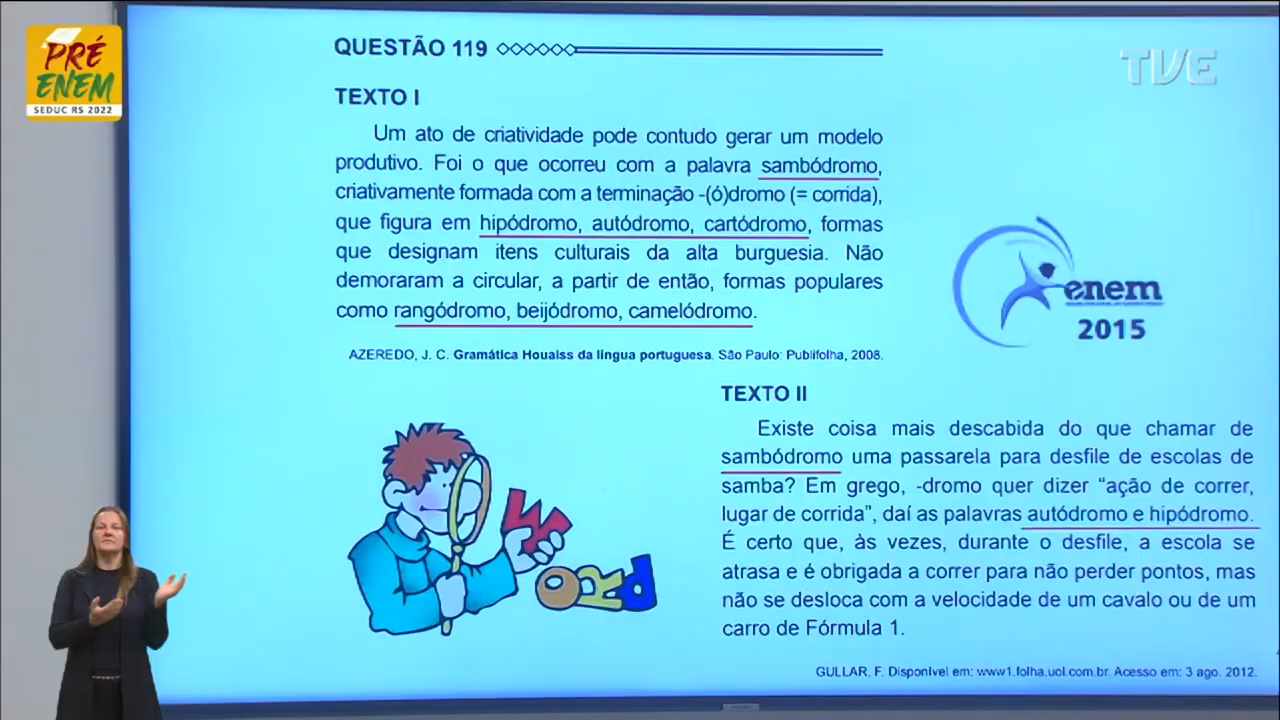 PRÉ
ENEM
SEDUC RS 2022
TVE
QUESTÃO 119
TEXTO I
Um ato de criatividade pode contudo gerar um modelo
produtivo. Foi o que ocorreu com a palavra sambódromo,
criativamente formada com a terminação -(ó)dromo (= corrida),
que figura em hipódromo, autódromo, cartódromo, formas
que designam itens culturais da alta burguesia. Não
demoraram a circular, a partir de então, formas populares
como rangódromo, beijódromo, camelódromo.
AZEREDO, J. C. Gramática Houaiss da língua portuguesa. São Paulo: Publifolha, 2008.
enem
2015
WORd
TEXTO II
Existe coisa mais descabida do que chamar de
sambódromo uma passarela para desfile de escolas de
samba? Em grego, -dromo quer dizer “ação de correr,
lugar de corrida”, daí as palavras autódromo e hipódromo.
É certo que, às vezes, durante o desfile, a escola se
atrasa e é obrigada a correr para não perder pontos, mas
não se desloca com a velocidade de um cavalo ou de um
carro de Fórmula 1.
GULLAR, F. Disponível em: www1.folha.uol.com.br. Acesso em: 3 ago. 2012.